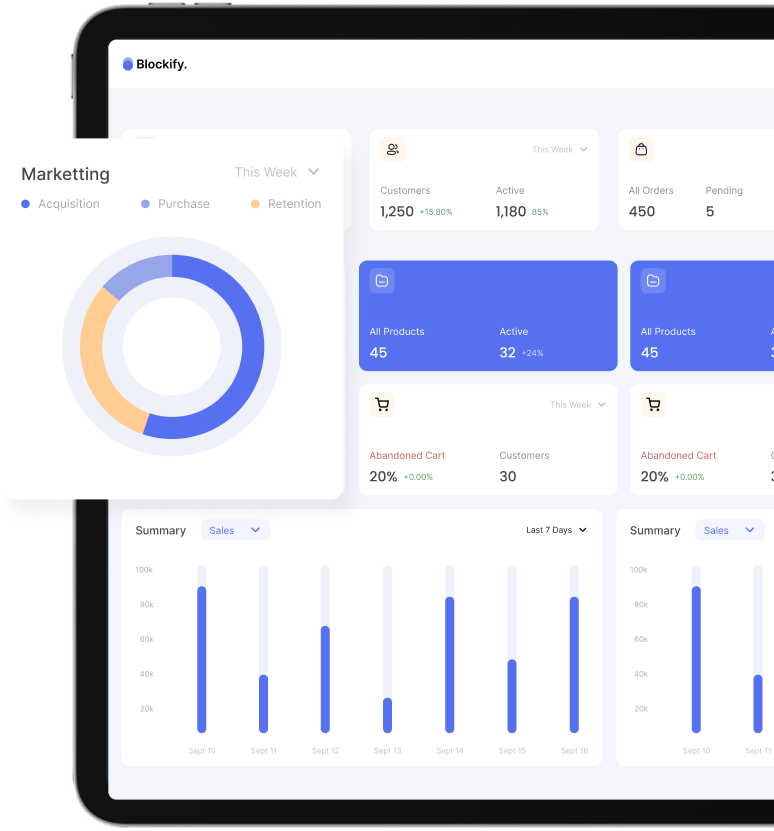 Blockify.
Marketting
This Week
Acquisition Purchase Retention
This Week
Customers Active
1,250 +15.80% 1,180 85%
All Orders Pending
450 5
All Products Active
45 32 +24%
All Products
45
This Week
Abandoned Cart Customers
20% +0.00% 30
Abandoned Cart
20% +0.00%
Summary Sales Last 7 Days
100k
80k
60k
40k
20k
Sept 10 Sept 11 Sept 12 Sept 13 Sept 14 Sept 15 Sept 16
Summary Sales
100k
80k
60k
40k
20k
Sept 10 Sept 11